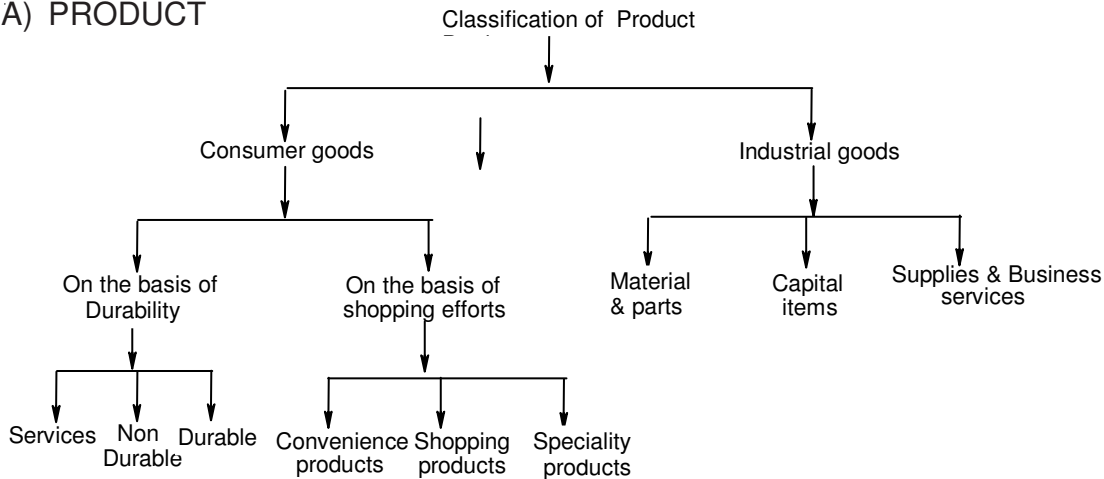 A) PRODUCT
Classification of Product
Consumer goods
Industrial goods
On the basis of
Durability
On the basis of
shopping efforts
Material
& parts
Capital
items
Supplies & Business
services
Services
Non
Durable
Durable
Convenience
products
Shopping
products
Speciality
products